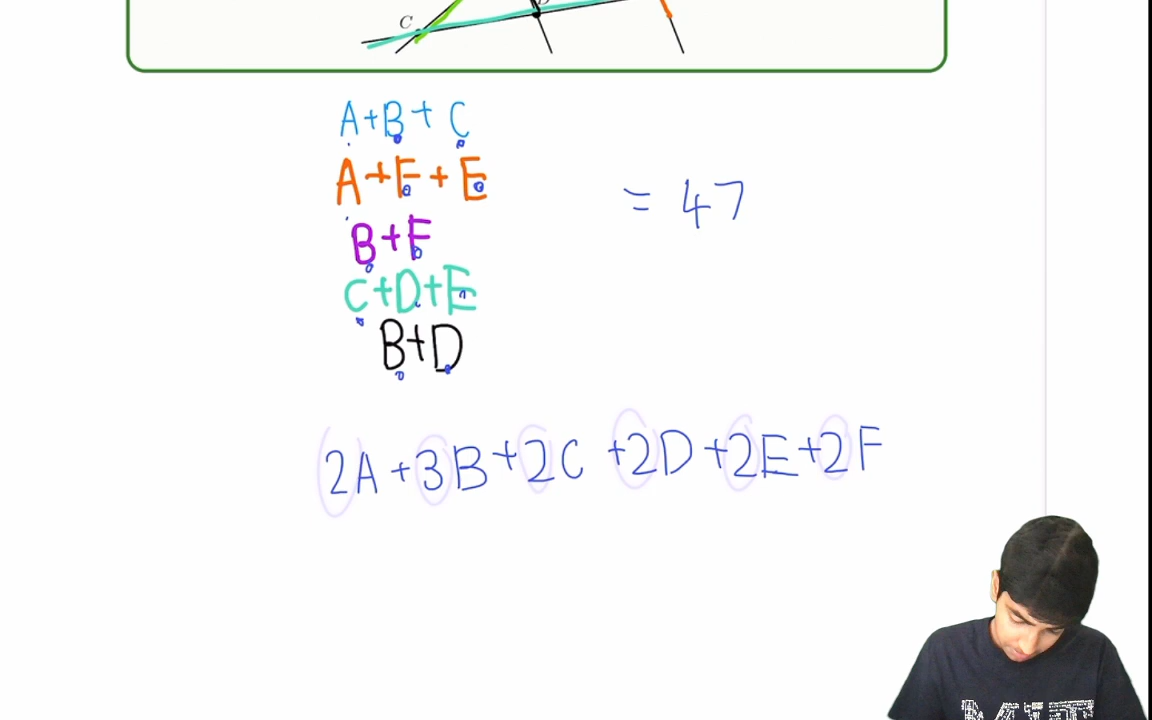 C
A+B+C
A+F+E
= 47
B+F
C+D+E
B+D
2A+3B+2C+2D+2E+2F